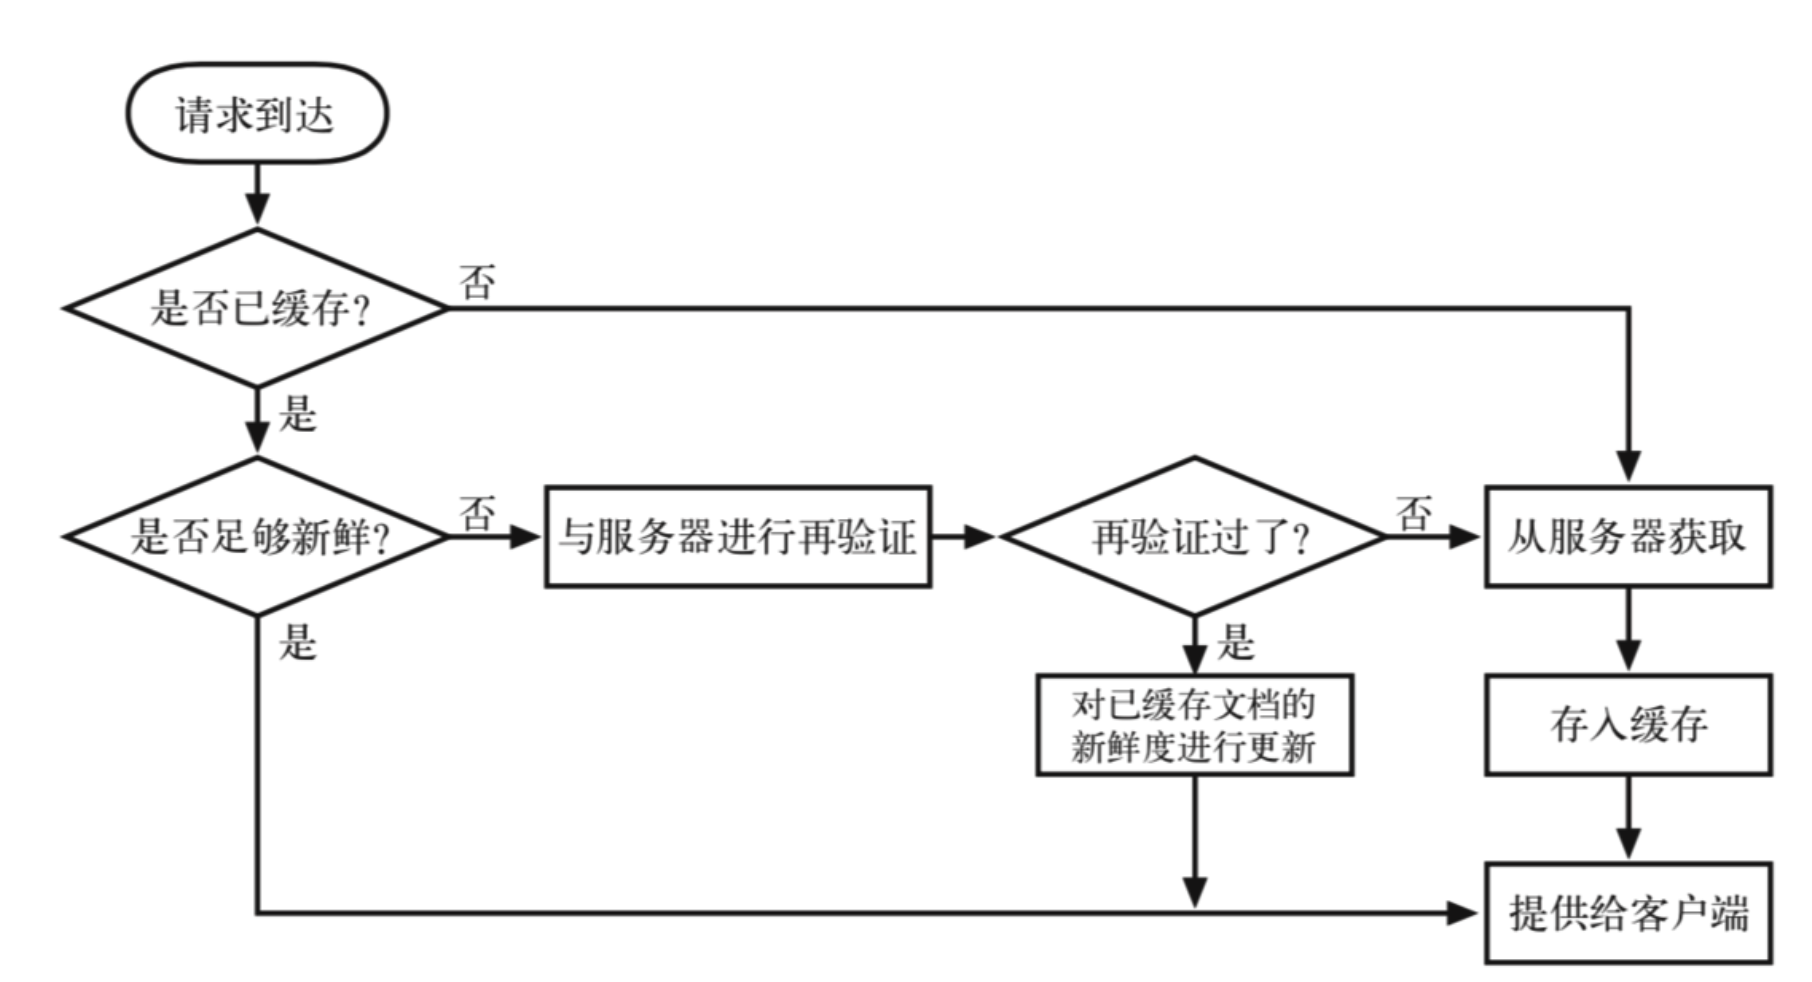 请求到达
是否已缓存?
否
是
是否足够新鲜?
否
与服务器进行再验证
再验证过了?
否
从服务器获取
是
是
对已缓存文档的
新鲜度进行更新
存入缓存
提供给客户端